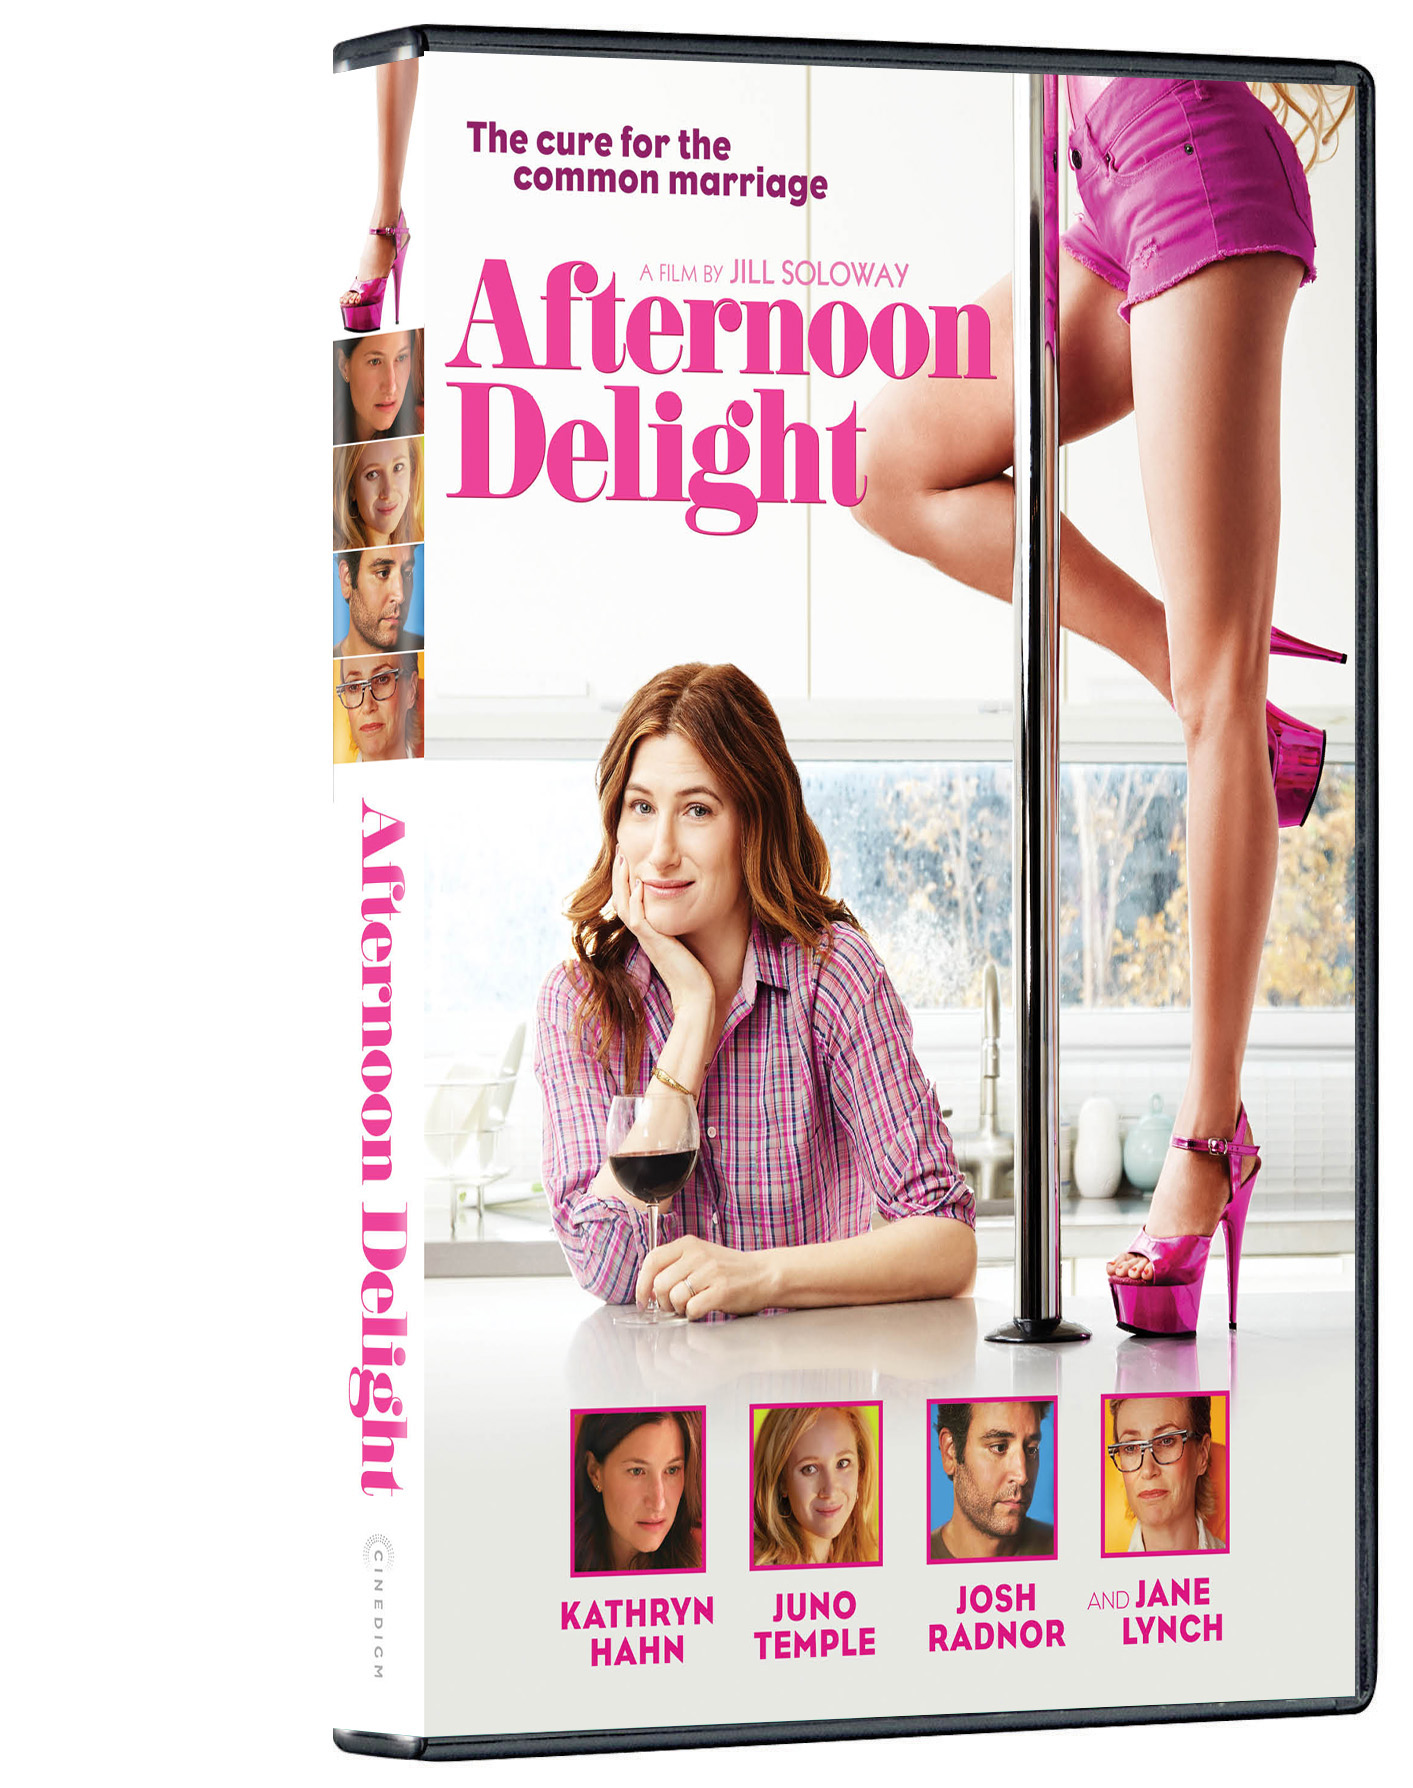 The cure for the
common marriage
A FILM BY JILL SOLOWAY
Afternoon
Delight
KATHRYN
HAHN
JUNO
TEMPLE
JOSH
RADNOR
AND JANE
LYNCH
Afternoon Delight
CINEDIGM